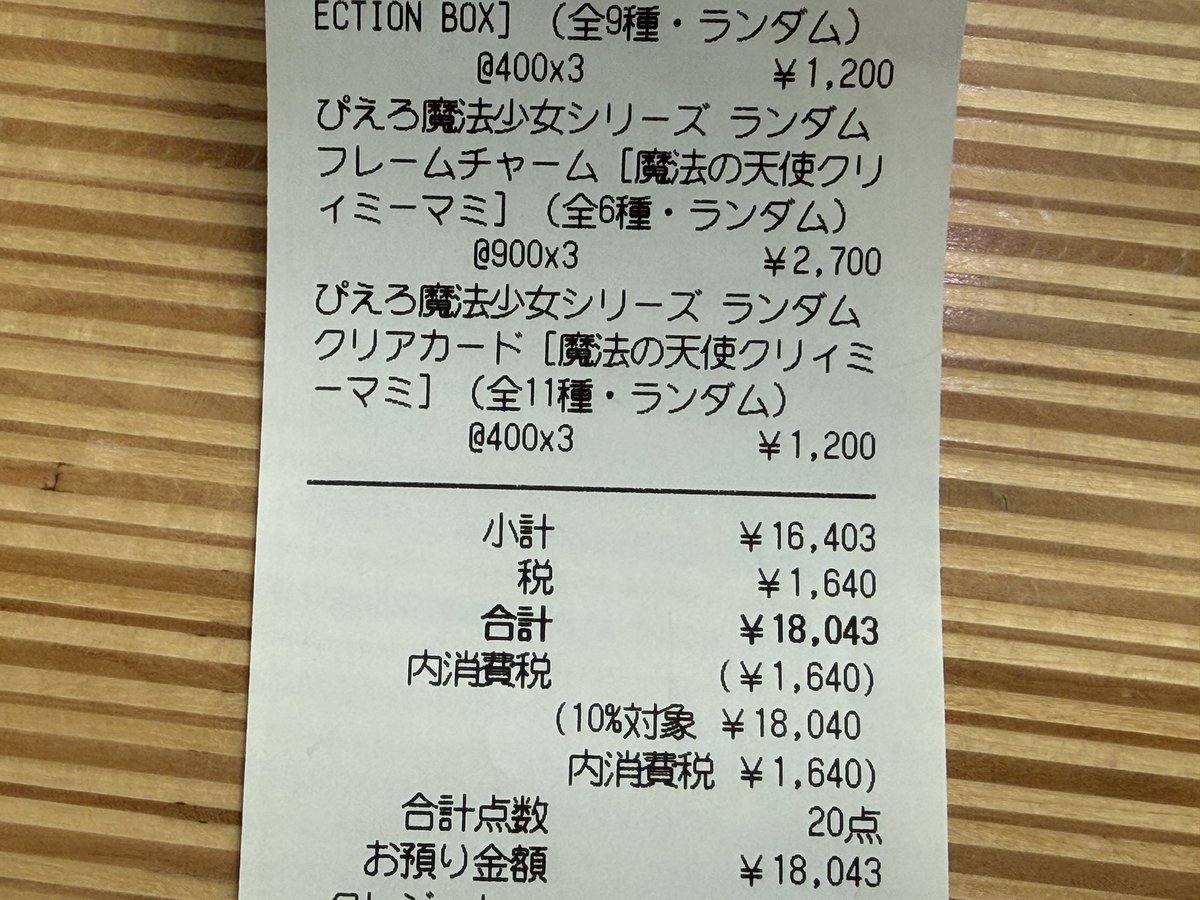 ECTION BOX] (全9種・ランダム)
@400x3 ¥1,200
ぴえろ魔法少女シリーズ ランダム
フレームチャーム [魔法の天使クリ
ィミーマミ] (全6種・ランダム)
@900x3 ¥2,700
ぴえろ魔法少女シリーズ ランダム
クリアカード [魔法の天使クリィミ
ーマミ] (全11種・ランダム)
@400x3 ¥1,200
小計 ¥16,403
税 ¥1,640
合計 ¥18,043
内消費税 (¥1,640)
(10%対象 ¥18,040
内消費税 ¥1,640)
合計点数 20点
お預り金額 ¥18,043